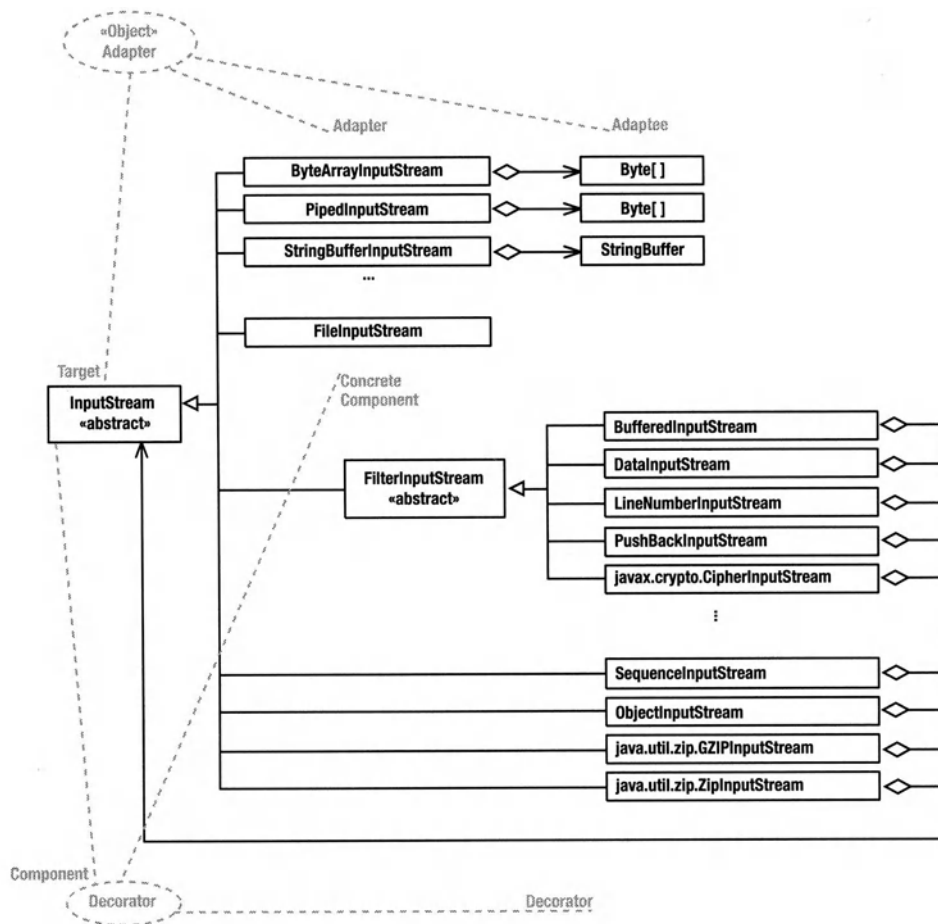 «Object»
Adapter
Adapter
Adaptee
ByteArrayInputStream
Byte[ ]
PipedInputStream
Byte[ ]
StringBufferInputStream
StringBuffer
...
FileInputStream
Target
InputStream
«abstract»
Concrete
Component
FilterInputStream
«abstract»
BufferedInputStream
DataInputStream
LineNumberInputStream
PushBackInputStream
javax.crypto.CipherInputStream
...
SequenceInputStream
ObjectInputStream
java.util.zip.GZIPInputStream
java.util.zip.ZipInputStream
Component
Decorator
Decorator